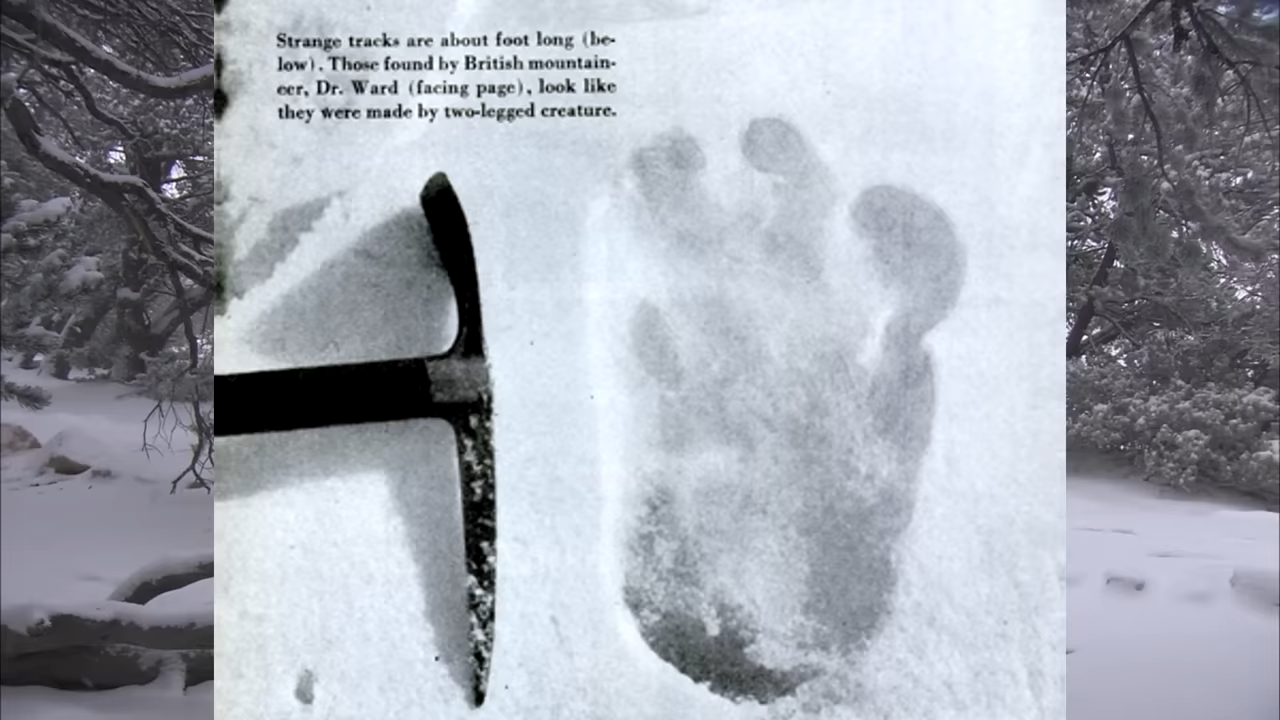 Strange tracks are about foot long (be-
low). Those found by British mountain-
eer, Dr. Ward (facing page), look like
they were made by two-legged creature.